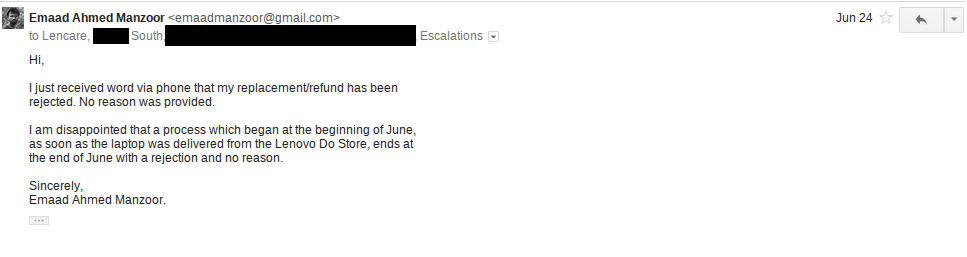 Emaad Ahmed Manzoor <emaadmanzoor@gmail.com> Jun 24
to Lencare, South, Escalations
Hi,
I just received word via phone that my replacement/refund has been
rejected. No reason was provided.
I am disappointed that a process which began at the beginning of June,
as soon as the laptop was delivered from the Lenovo Do Store, ends at
the end of June with a rejection and no reason.
Sincerely,
Emaad Ahmed Manzoor.